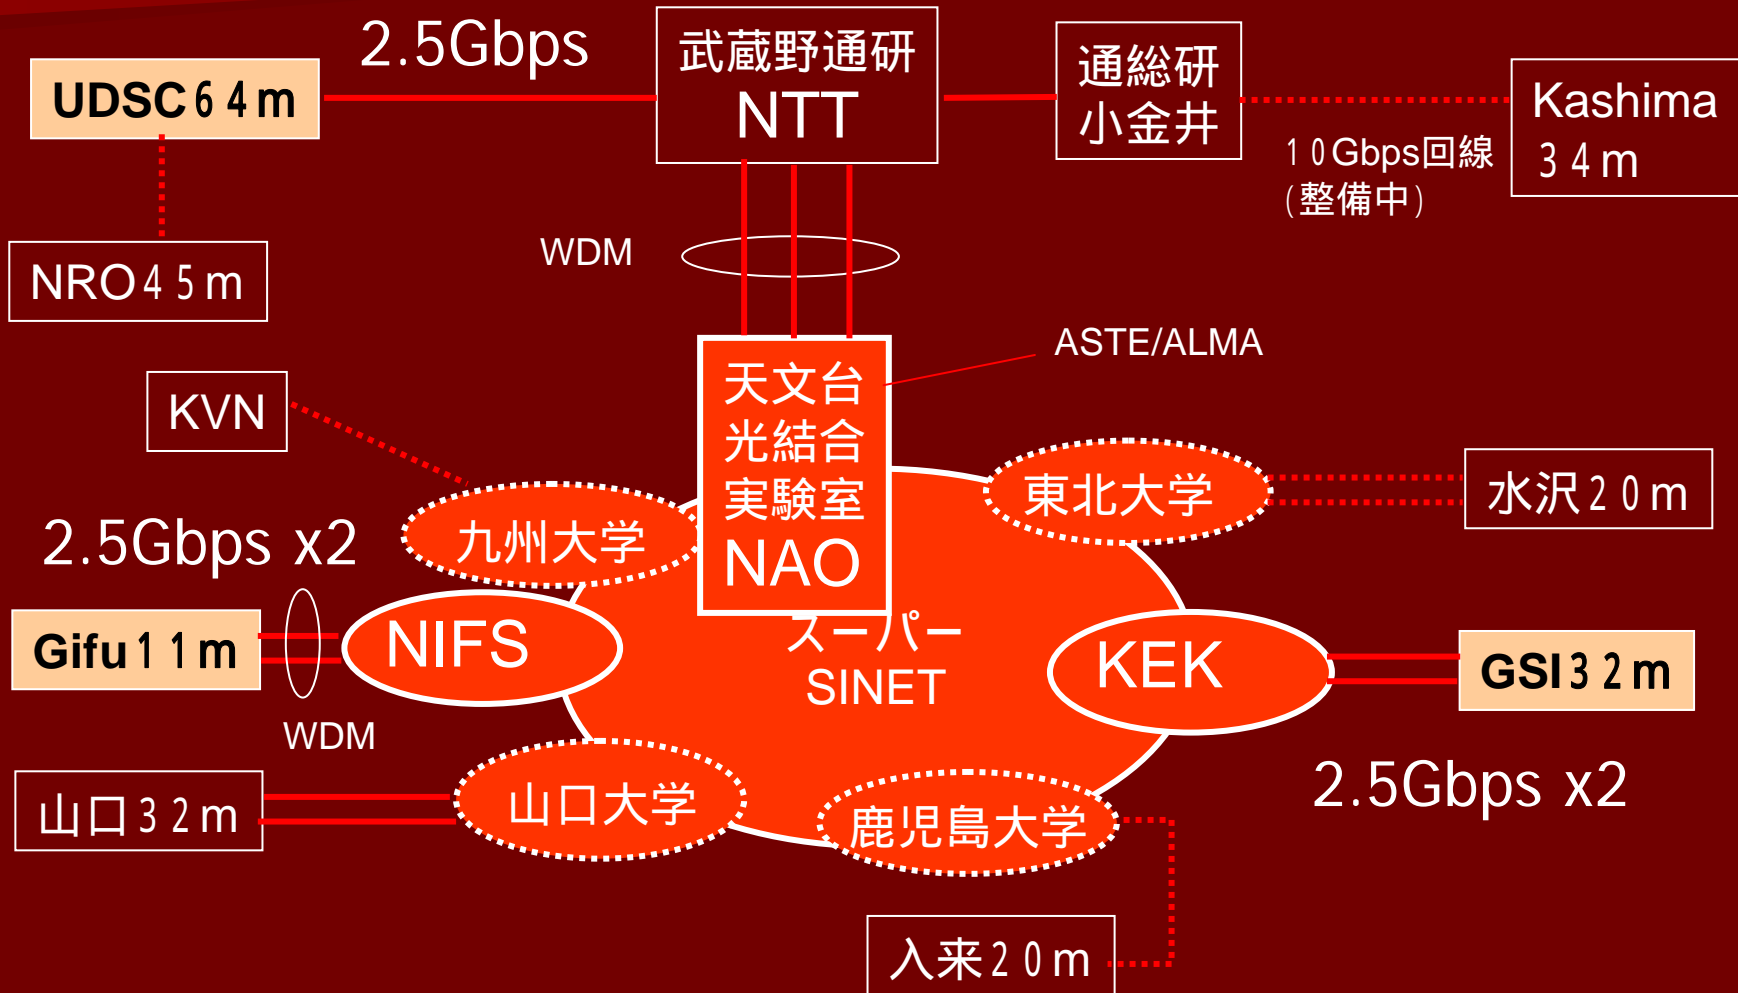 2.5Gbps
UDSC64m
武蔵野通研
NTT
通総研
小金井
Kashima
34m
10Gbps回線
(整備中)
NRO45m
WDM
ASTE/ALMA
天文台
光結合
実験室
NAO
KVN
九州大学
東北大学
水沢20m
2.5Gbps x2
Gifu11m
NIFS
スーパー
SINET
KEK
GSI32m
WDM
2.5Gbps x2
山口32m
山口大学
鹿児島大学
入来20m